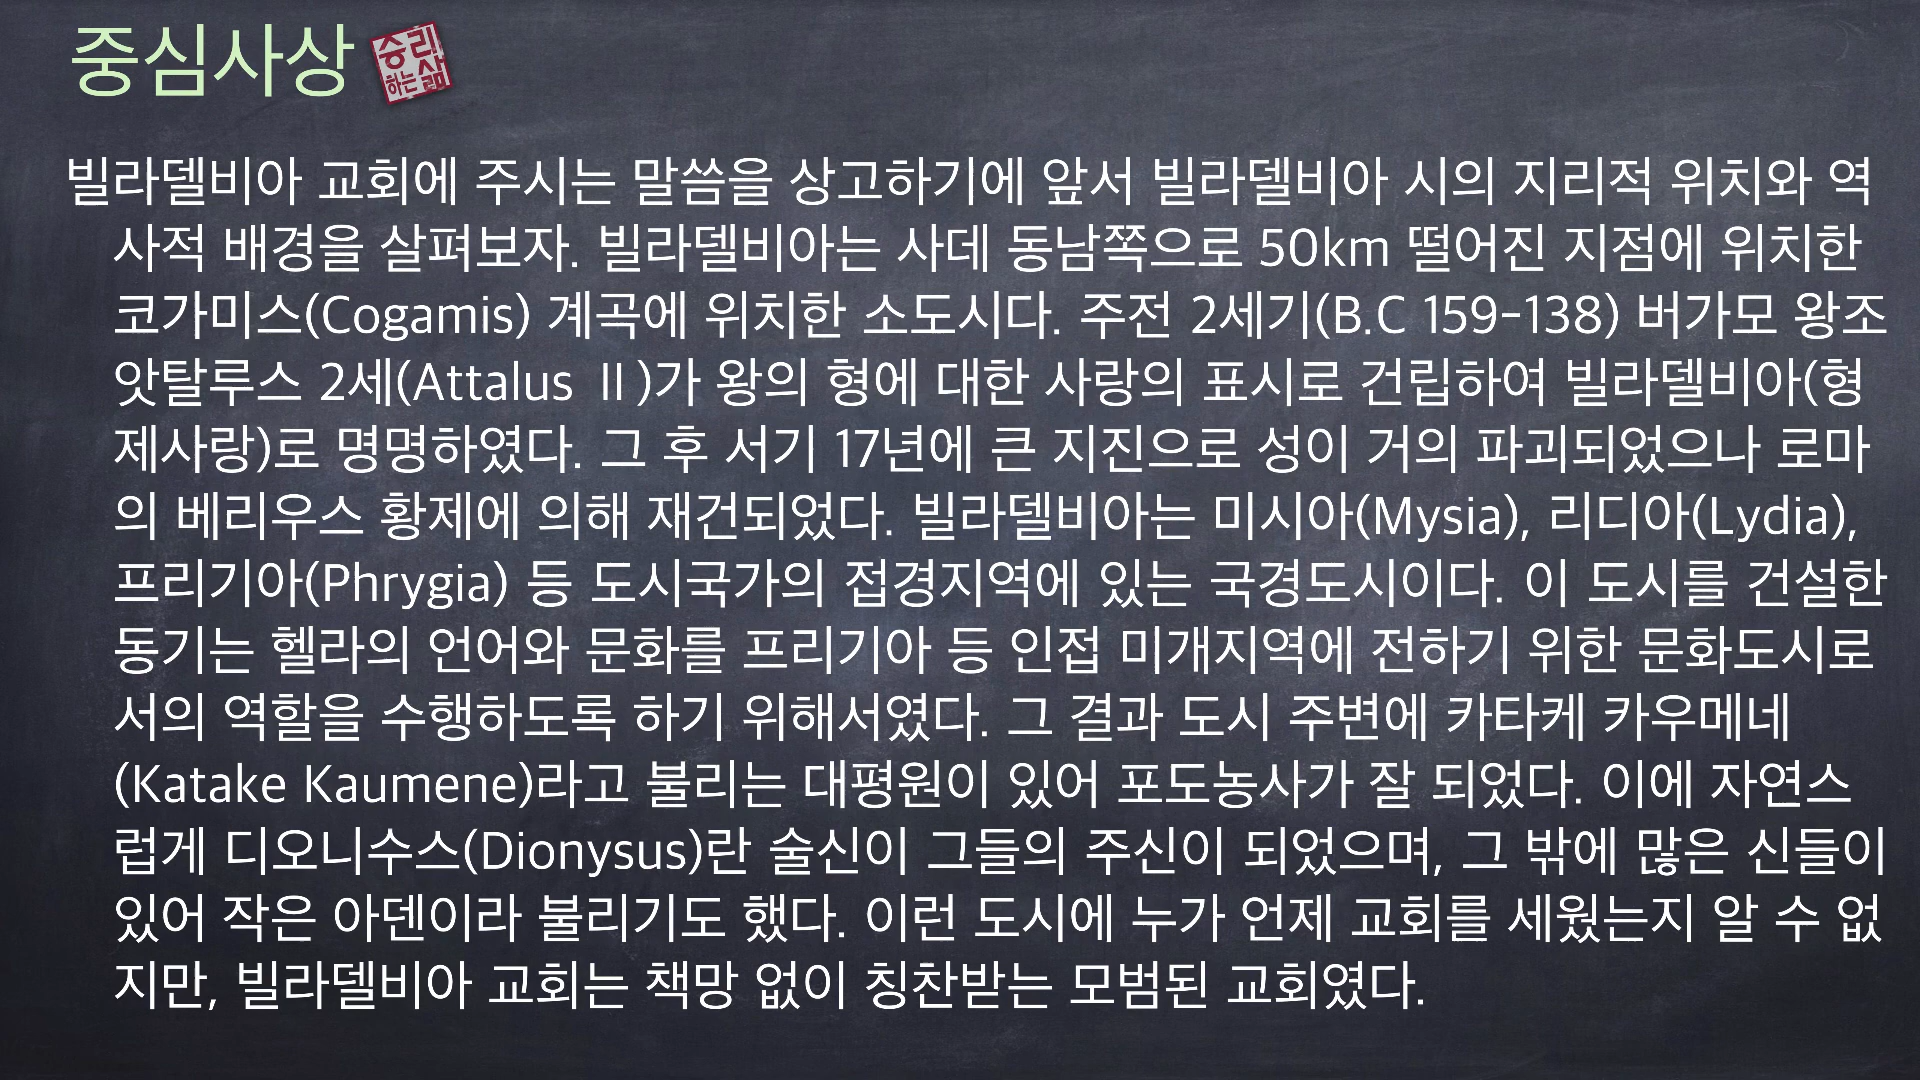 중심사상
승리
하는 삶
빌라델비아 교회에 주시는 말씀을 상고하기에 앞서 빌라델비아 시의 지리적 위치와 역
사적 배경을 살펴보자. 빌라델비아는 사데 동남쪽으로 50km 떨어진 지점에 위치한
코가미스(Cogamis) 계곡에 위치한 소도시다. 주전 2세기(B.C 159-138) 버가모 왕조
앗탈루스 2세(Attalus Ⅱ)가 왕의 형에 대한 사랑의 표시로 건립하여 빌라델비아(형
제사랑)로 명명하였다. 그 후 서기 17년에 큰 지진으로 성이 거의 파괴되었으나 로마
의 베리우스 황제에 의해 재건되었다. 빌라델비아는 미시아(Mysia), 리디아(Lydia),
프리기아(Phrygia) 등 도시국가의 접경지역에 있는 국경도시이다. 이 도시를 건설한
동기는 헬라의 언어와 문화를 프리기아 등 인접 미개지역에 전하기 위한 문화도시로
서의 역할을 수행하도록 하기 위해서였다. 그 결과 도시 주변에 카타케 카우메네
(Katake Kaumene)라고 불리는 대평원이 있어 포도농사가 잘 되었다. 이에 자연스
럽게 디오니수스(Dionysus)란 술신이 그들의 주신이 되었으며, 그 밖에 많은 신들이
있어 작은 아덴이라 불리기도 했다. 이런 도시에 누가 언제 교회를 세웠는지 알 수 없
지만, 빌라델비아 교회는 책망 없이 칭찬받는 모범된 교회였다.